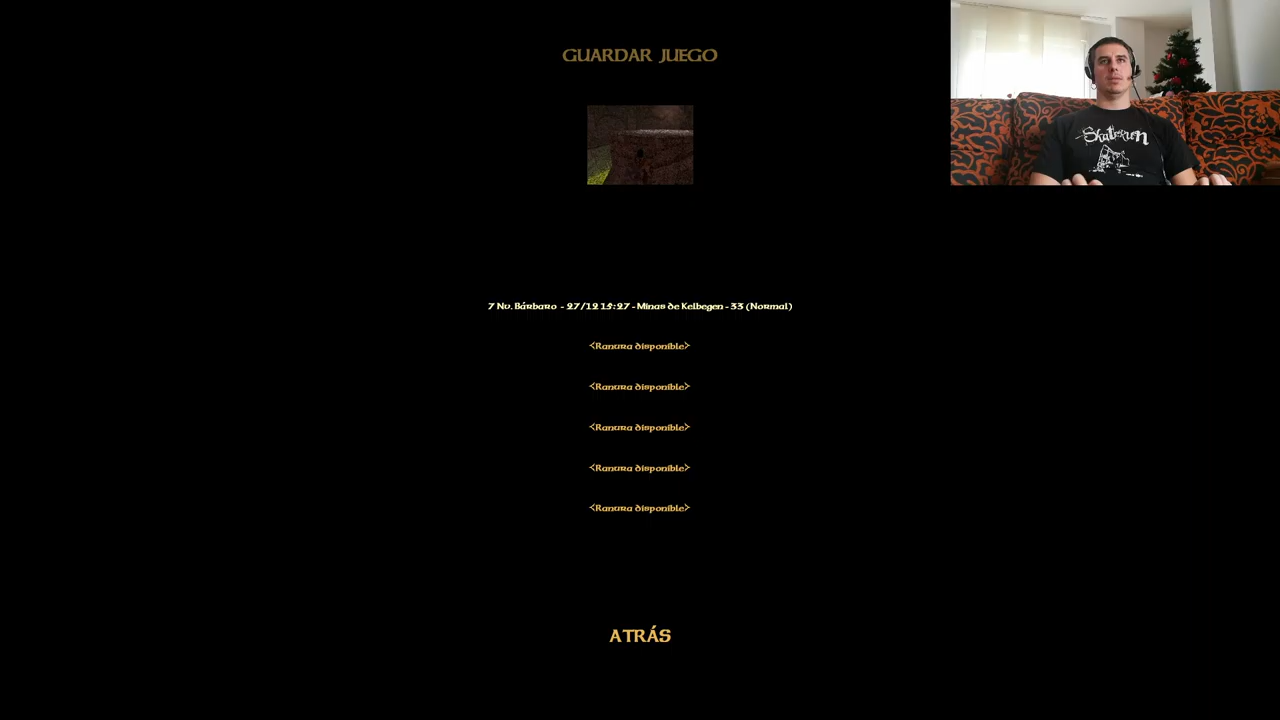 GUARDAR JUEGO
7 Nv. Bárbaro - 27/12 15:27 - Minas de Kelbegen - 33 (Normal)
<Ranura disponible>
<Ranura disponible>
<Ranura disponible>
<Ranura disponible>
<Ranura disponible>
ATRÁS